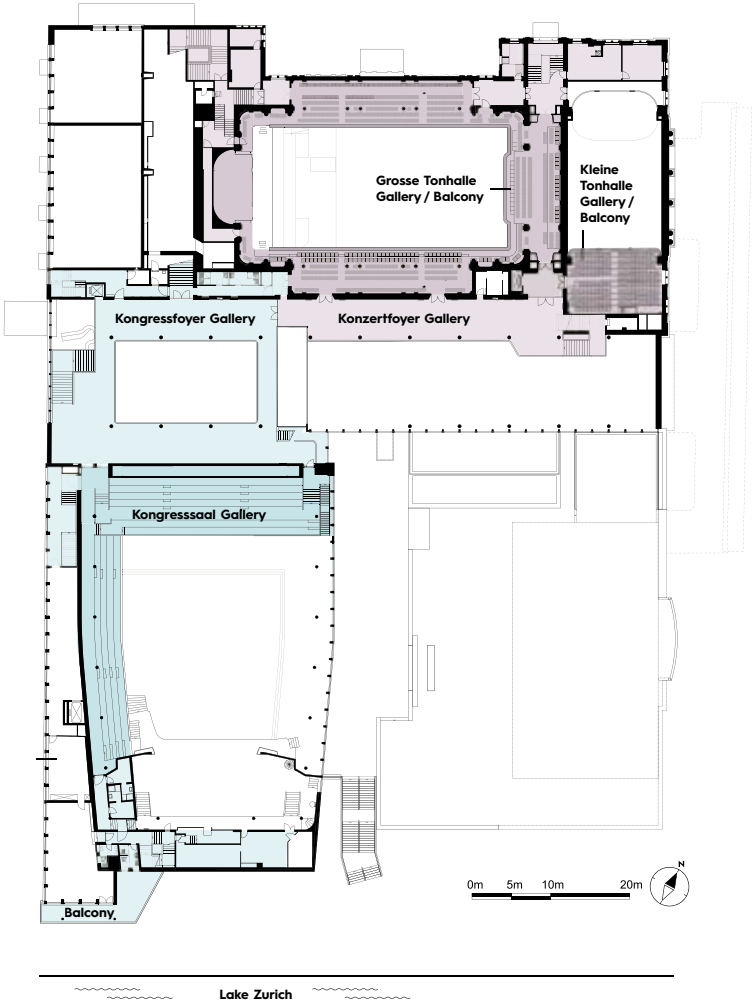 Grosse Tonhalle
Gallery / Balcony
Kleine
Tonhalle
Gallery /
Balcony
Kongressfoyer Gallery
Konzertfoyer Gallery
Kongresssaal Gallery
N
0m 5m 10m 20m
Balcony
Lake Zurich